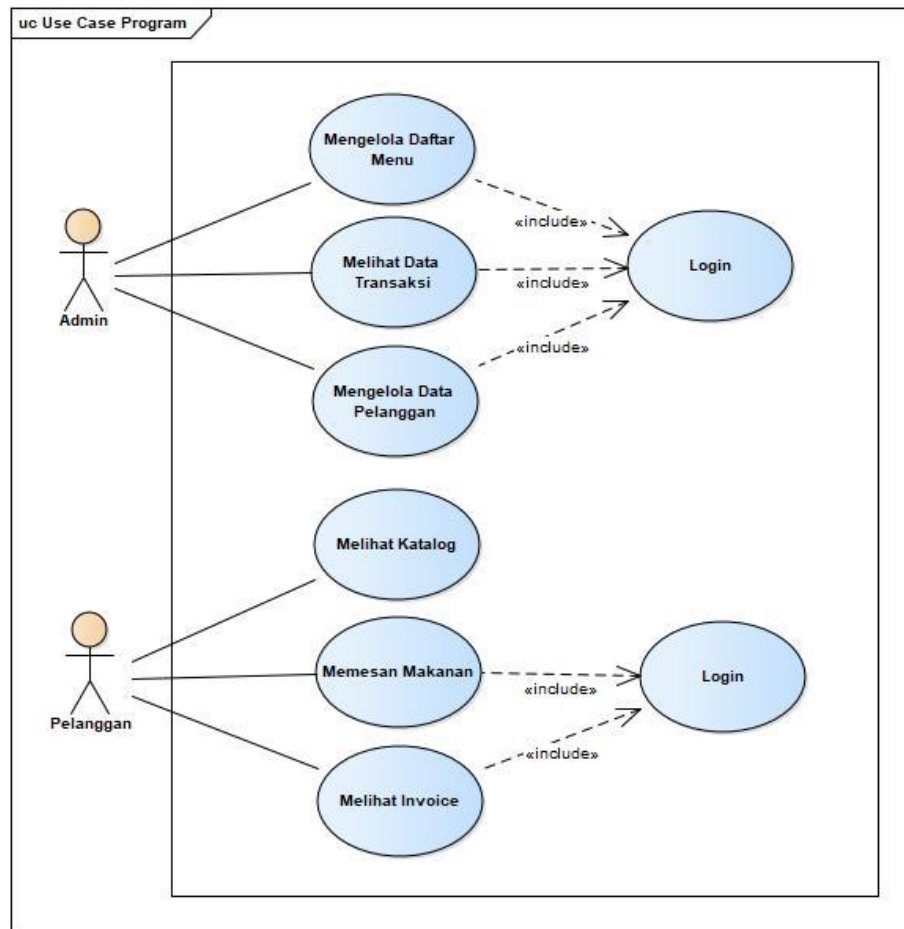 uc Use Case Program
Mengelola Daftar
Menu
«include»
Melihat Data
Transaksi
«include»
Login
Admin
«include»
Mengelola Data
Pelanggan
Melihat Katalog
Memesan Makanan
«include»
Login
Pelanggan
«include»
Melihat Invoice